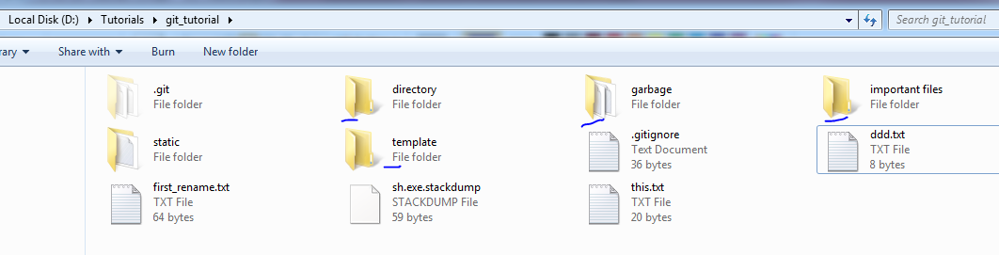 Local Disk (D:) Tutorials git_tutorial Search git_tutorial
rary Share with Burn New folder
.git directory garbage important files
File folder File folder File folder File folder
static template .gitignore ddd.txt
File folder File folder Text Document TXT File
36 bytes 8 bytes
first_rename.txt sh.exe.stackdump this.txt
TXT File STACKDUMP File TXT File
64 bytes 59 bytes 20 bytes